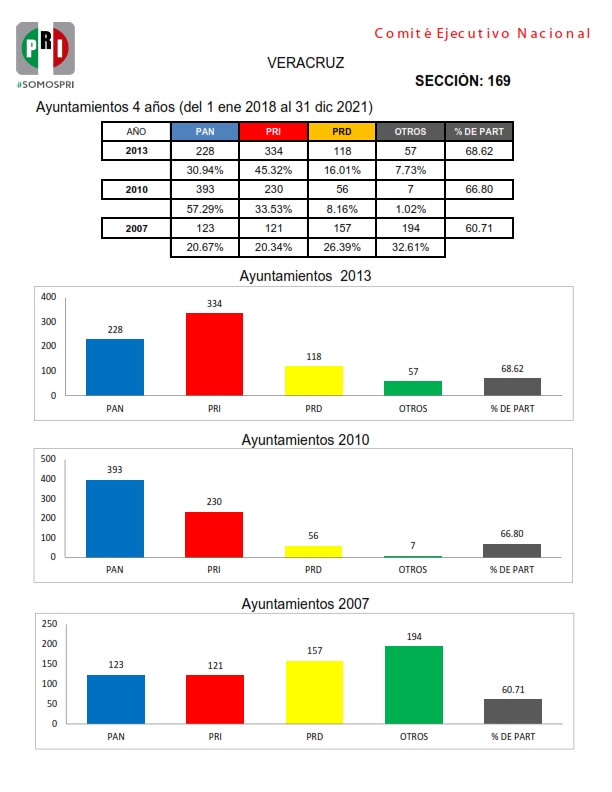 Comité Ejecutivo Nacional
PRI
#SOMOSPRI
VERACRUZ
SECCIÓN: 169
Ayuntamientos 4 años (del 1 ene 2018 al 31 dic 2021)
AÑO PAN PRI PRD OTROS % DE PART
2013 228 334 118 57 68.62
30.94% 45.32% 16.01% 7.73%
2010 393 230 56 7 66.80
57.29% 33.53% 8.16% 1.02%
2007 123 121 157 194 60.71
20.67% 20.34% 26.39% 32.61%
Ayuntamientos 2013
400
300
200
100
0
228 334 118 57 68.62
PAN PRI PRD OTROS % DE PART
Ayuntamientos 2010
500
400
300
200
100
0
393 230 56 7 66.80
PAN PRI PRD OTROS % DE PART
Ayuntamientos 2007
250
200
150
100
50
0
123 121 157 194 60.71
PAN PRI PRD OTROS % DE PART